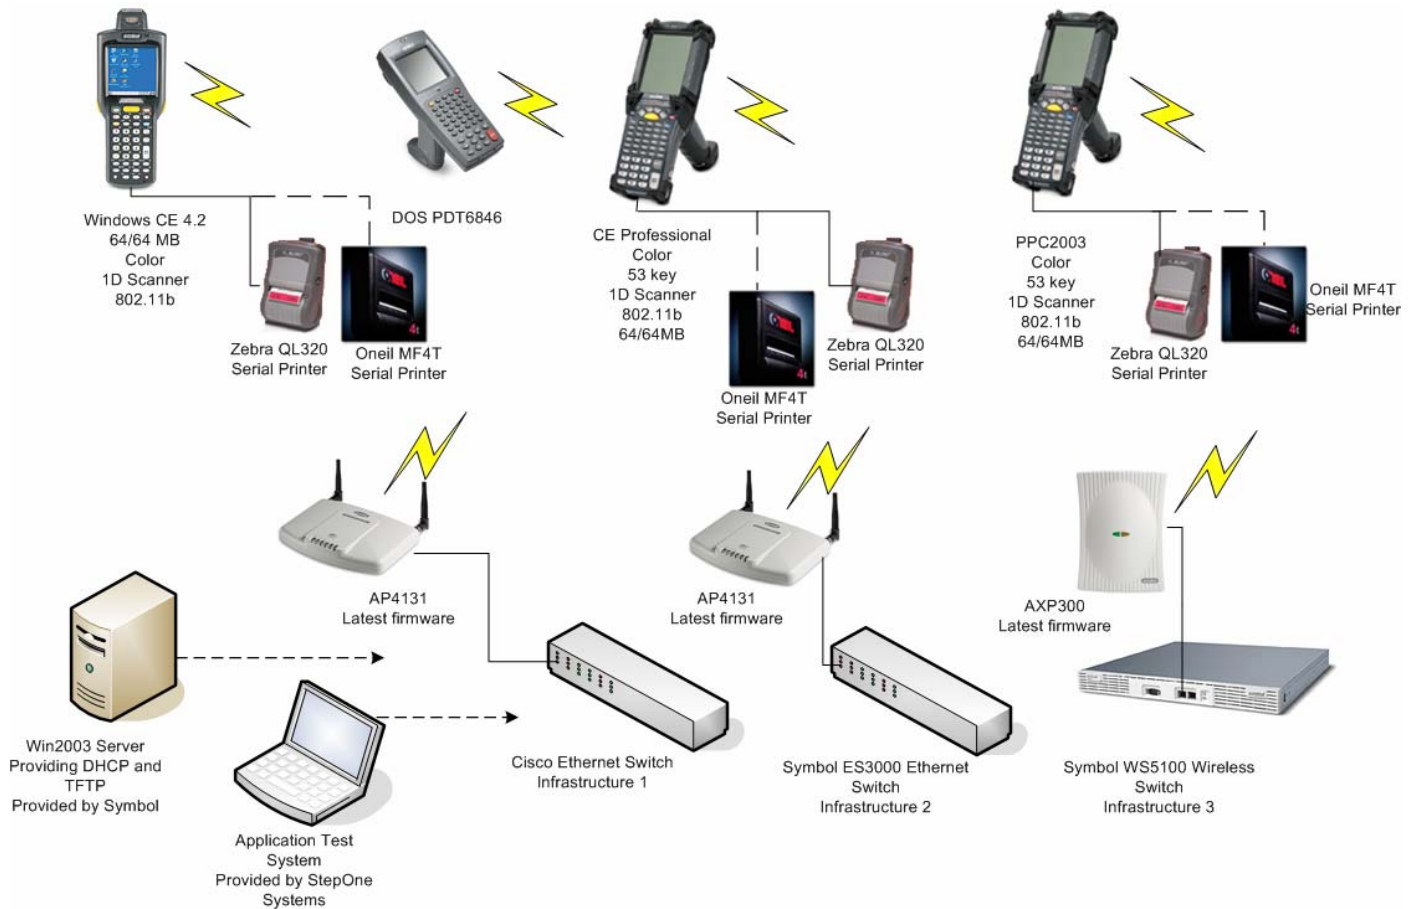 Windows CE 4.2
64/64 MB
Color
1D Scanner
802.11b
DOS PDT6846
CE Professional
Color
53 key
1D Scanner
802.11b
64/64MB
PPC2003
Color
53 key
1D Scanner
802.11b
64/64MB
Zebra QL320
Serial Printer
Oneil MF4T
Serial Printer
Oneil MF4T
Serial Printer
Zebra QL320
Serial Printer
Zebra QL320
Serial Printer
Oneil MF4T
Serial Printer
4t
4t
4t
AP4131
Latest firmware
AP4131
Latest firmware
AXP300
Latest firmware
Win2003 Server
Providing DHCP and
TFTP
Provided by Symbol
Application Test
System
Provided by StepOne
Systems
Cisco Ethernet Switch
Infrastructure 1
Symbol ES3000 Ethernet
Switch
Infrastructure 2
Symbol WS5100 Wireless
Switch
Infrastructure 3